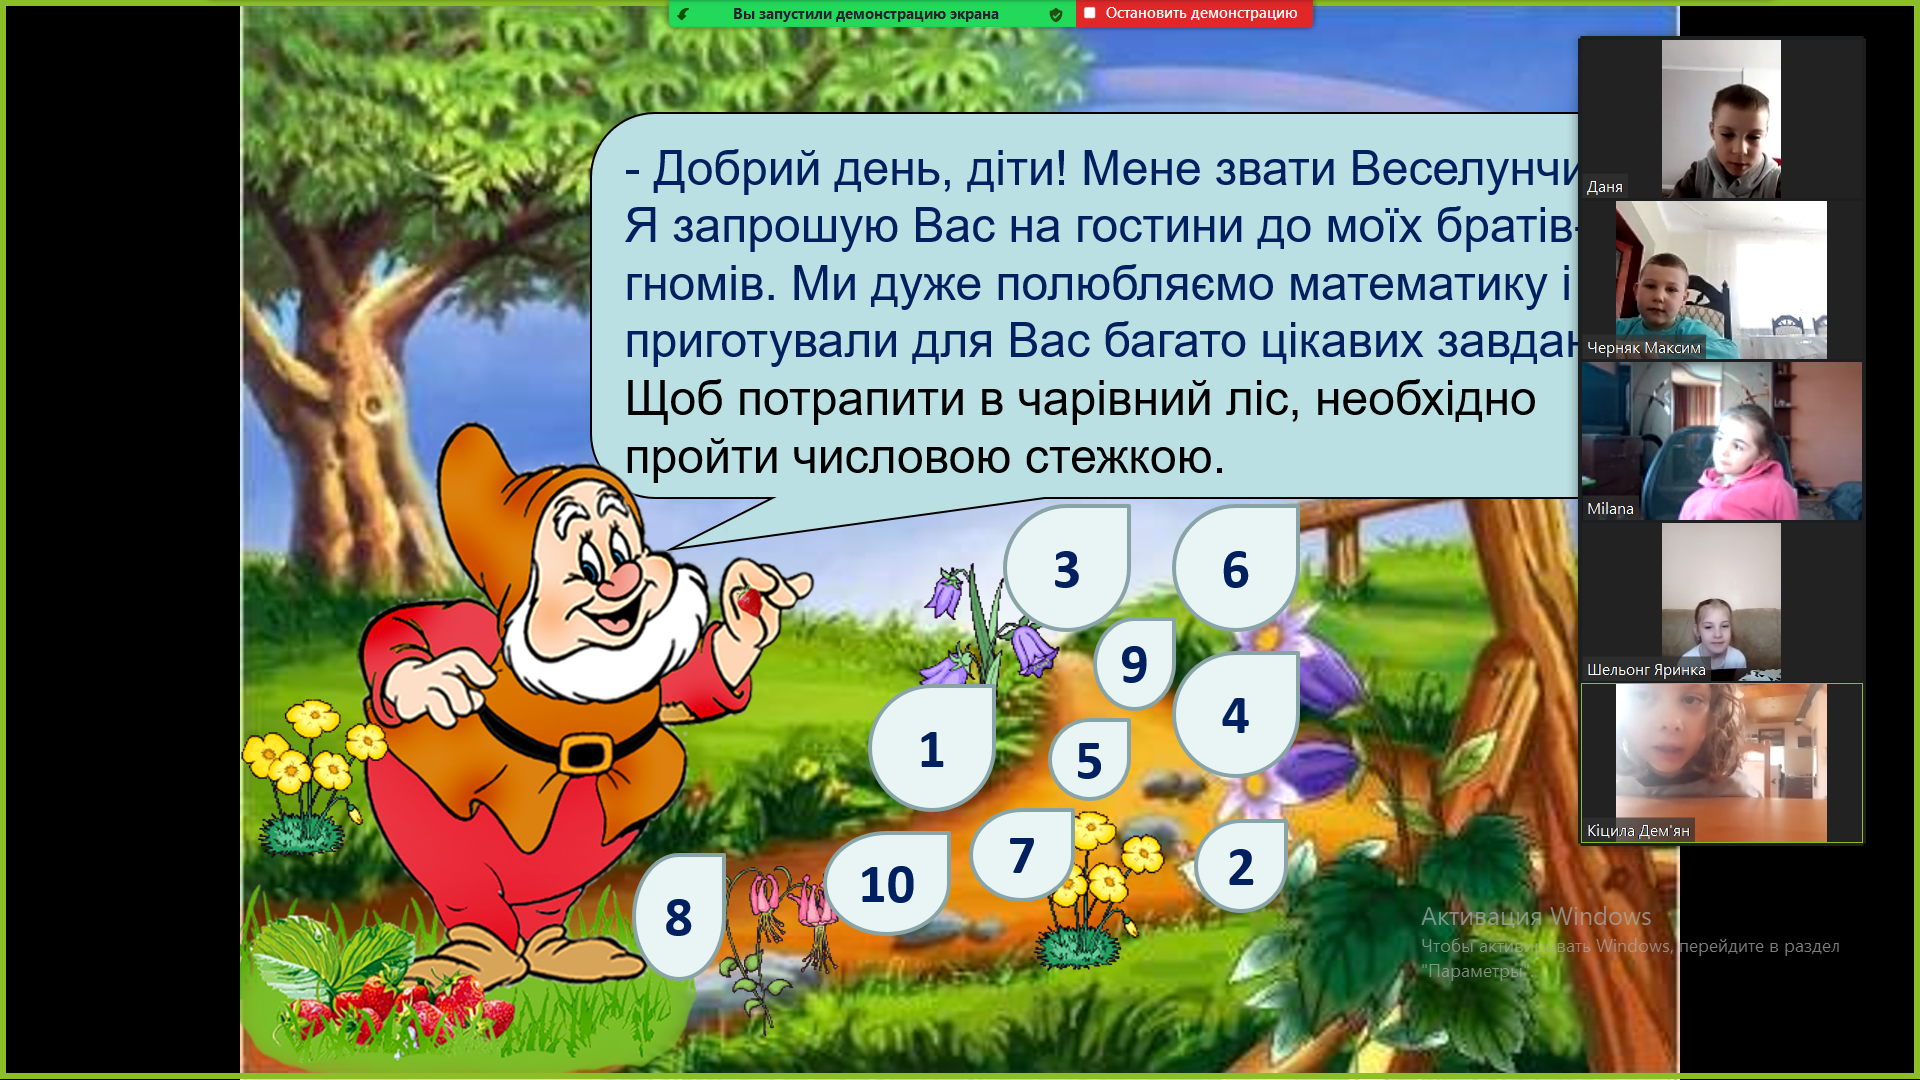 Вы запустили демонстрацию экрана
Остановить демонстрацию
- Добрий день, діти! Мене звати
Я запрошую Вас на гостини до моїх братів-
гномів. Ми дуже полюбляємо математику і
приготували для Вас багато цікавих
Щоб потрапити в чарівний ліс, необхідно
пройти числовою стежкою.
3
6
9
4
1
5
7
2
10
8
Даня
Черняк Максим
Milana
Шельонг Яринка
Кіцила Дем'ян
Активация Windows
Чтобы активировать Windows, перейдите в раздел
"Параметры".